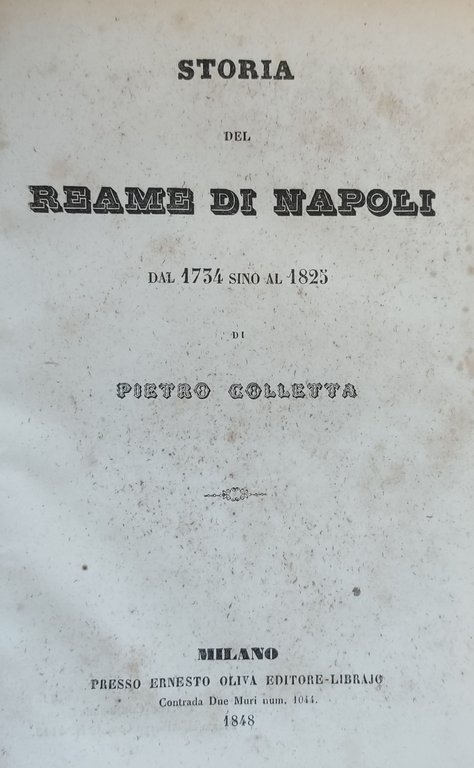 STORIA
DEL
REAME DI NAPOLI
DAL 1734 SINO AL 1825
DI
PIETRO COLLETTA
MILANO
PRESSO ERNESTO OLIVA EDITORE-LIBRAJO
Contrada Due Muri num. 1044.
1848